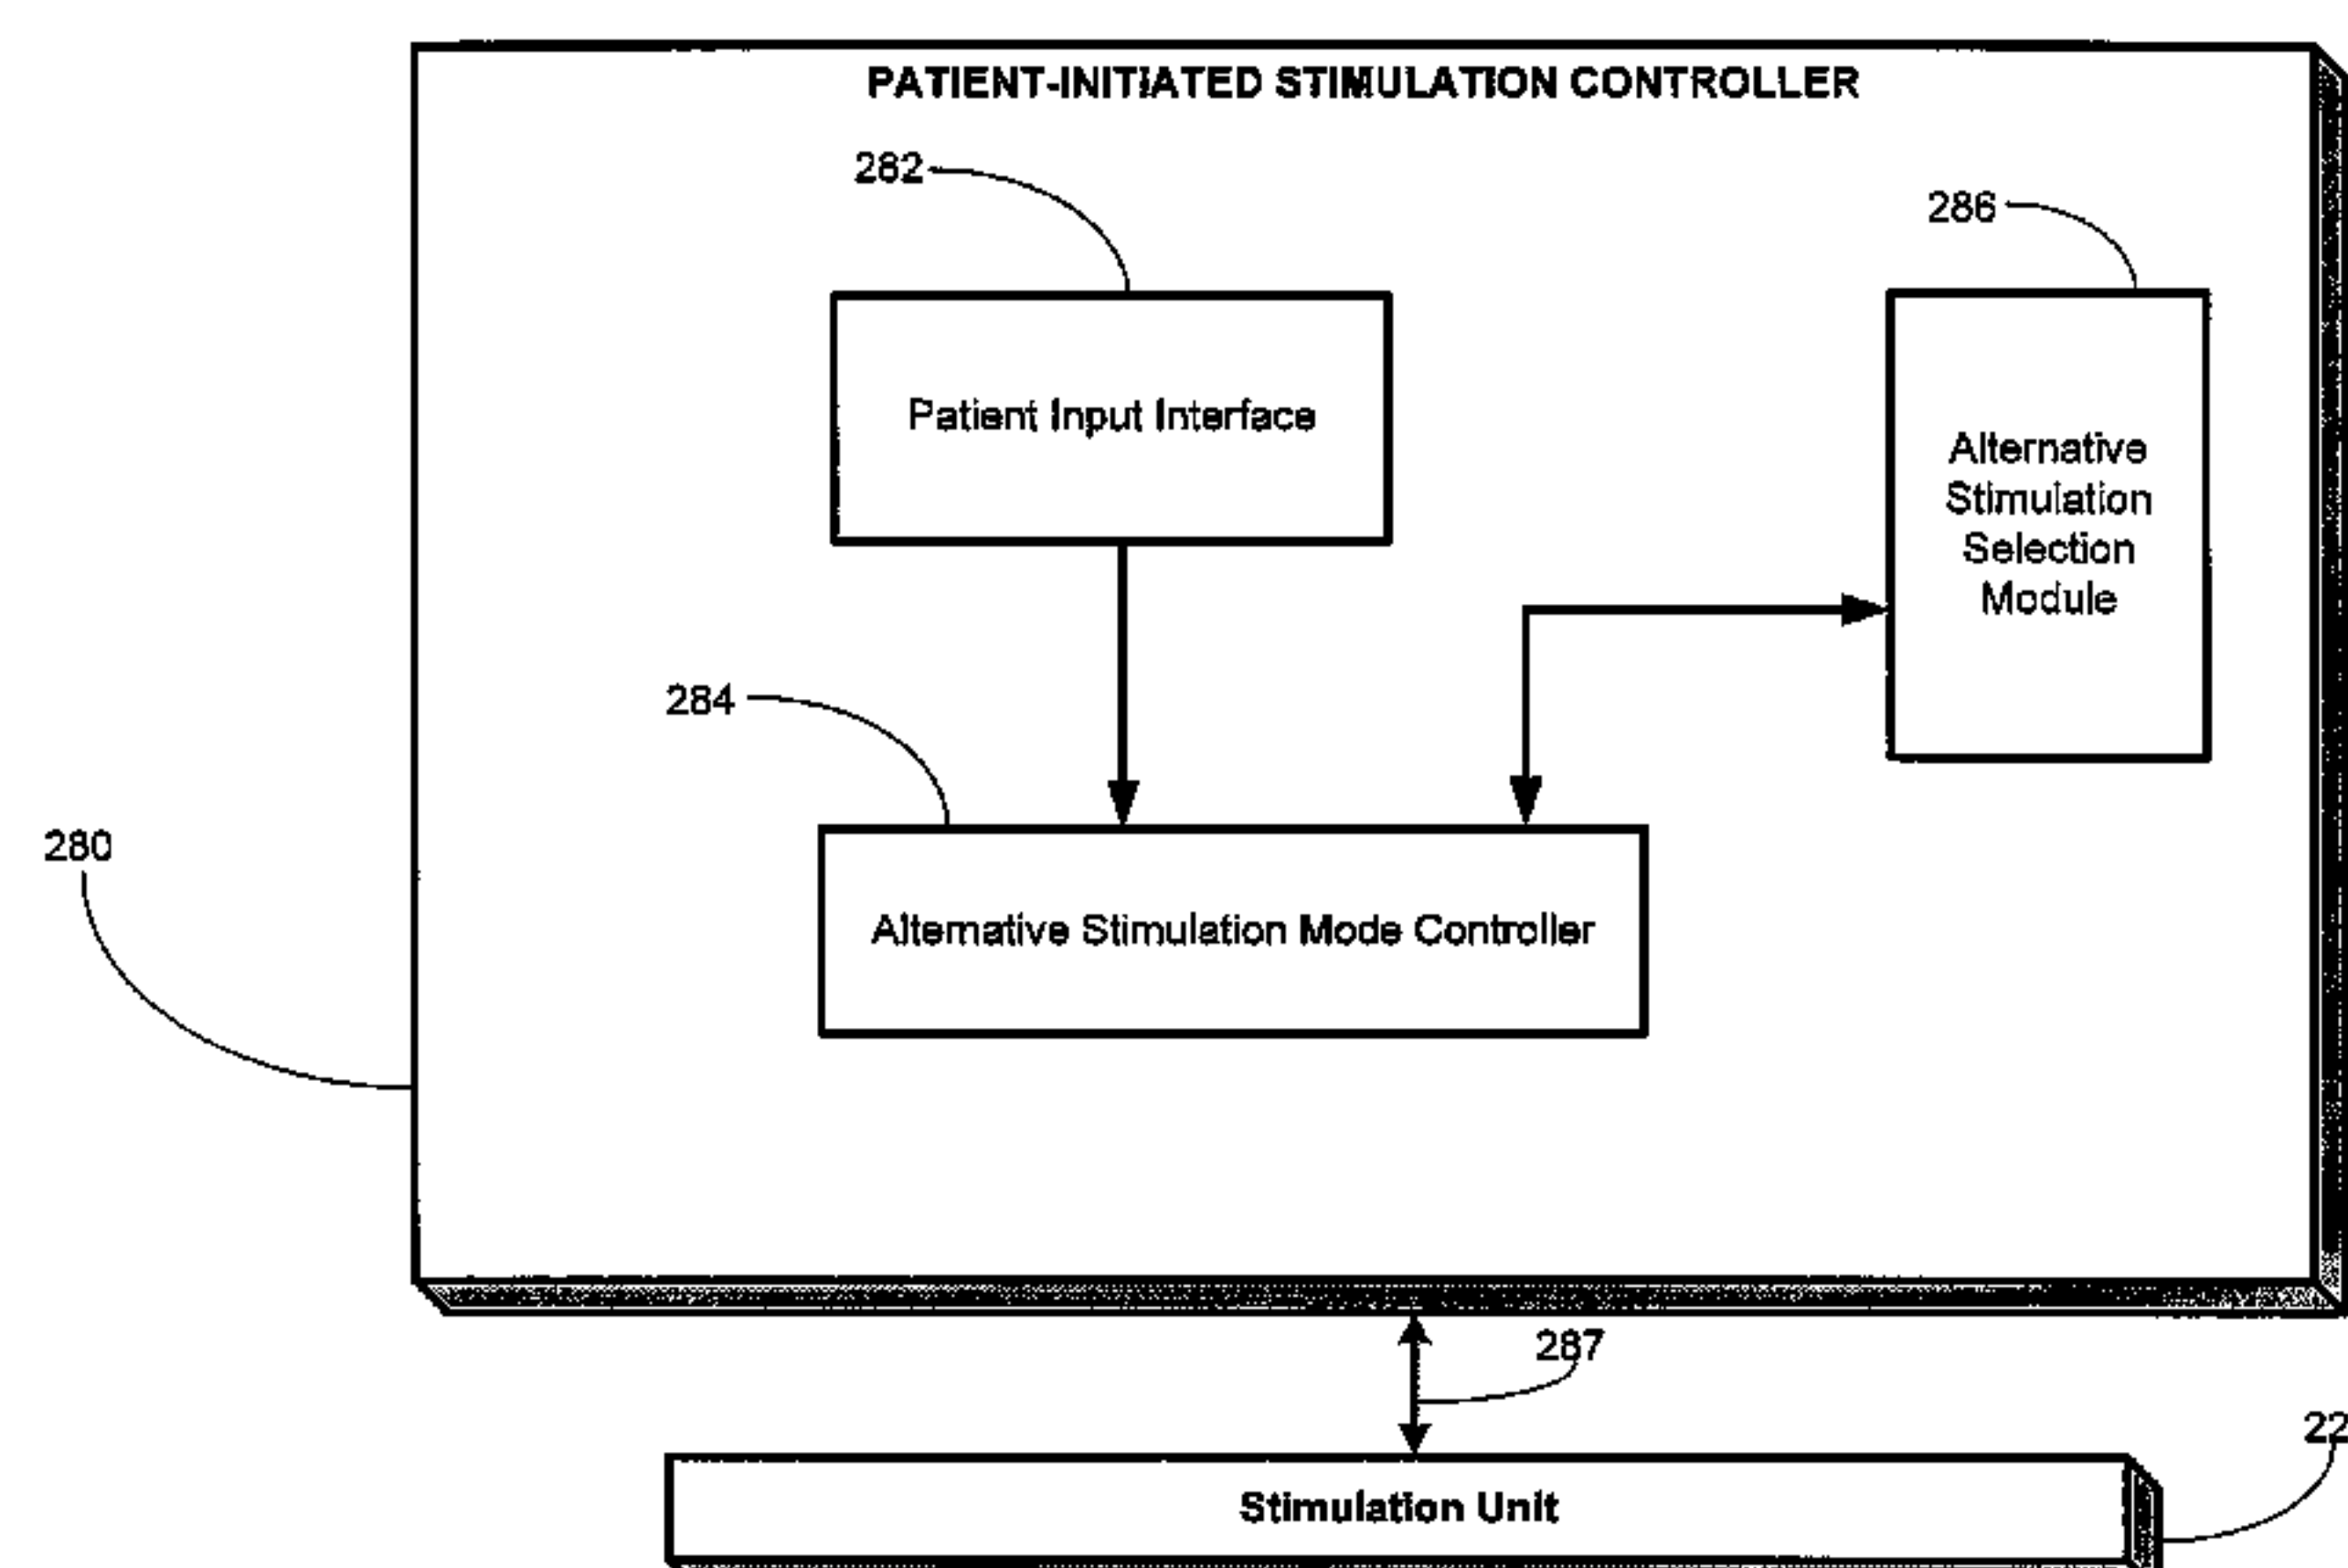 PATIENT-INITIATED STIMULATION CONTROLLER
282
286
Patient Input Interface
Alternative
Stimulation
Selection
Module
284
280
Alternative Stimulation Mode Controller
287
22
Stimulation Unit